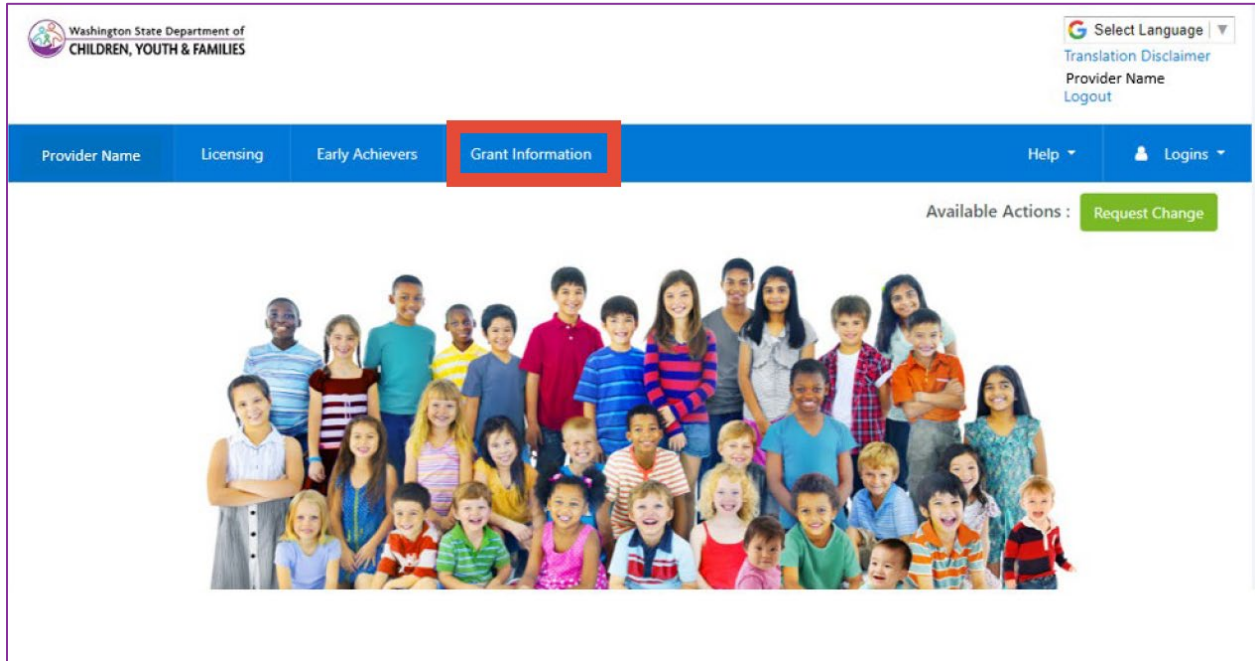 Washington State Department of
CHILDREN, YOUTH & FAMILIES
Select Language
Translation Disclaimer
Provider Name
Logout
Provider Name Licensing Early Achievers Grant Information Help Logins
Available Actions : Request Change